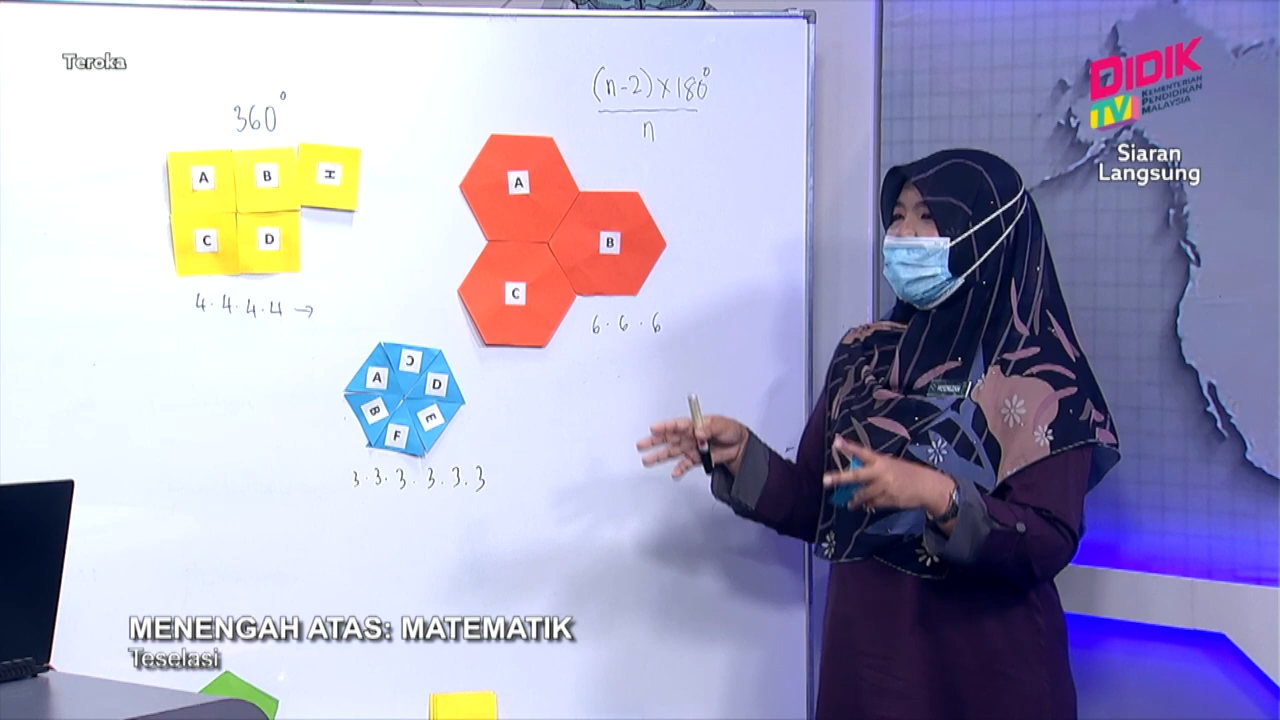 Teroka
360°
(n-2)×180°
n
A
B
H
C
D
4.4.4.4 →
A
B
C
6.6.6
C
A
D
B
E
F
3.3.3.3.3.3
DIDIK
TV
KEMENTERIAN
PENDIDIKAN
MALAYSIA
Siaran
Langsung
MENENGAH ATAS: MATEMATIK
Teselasi